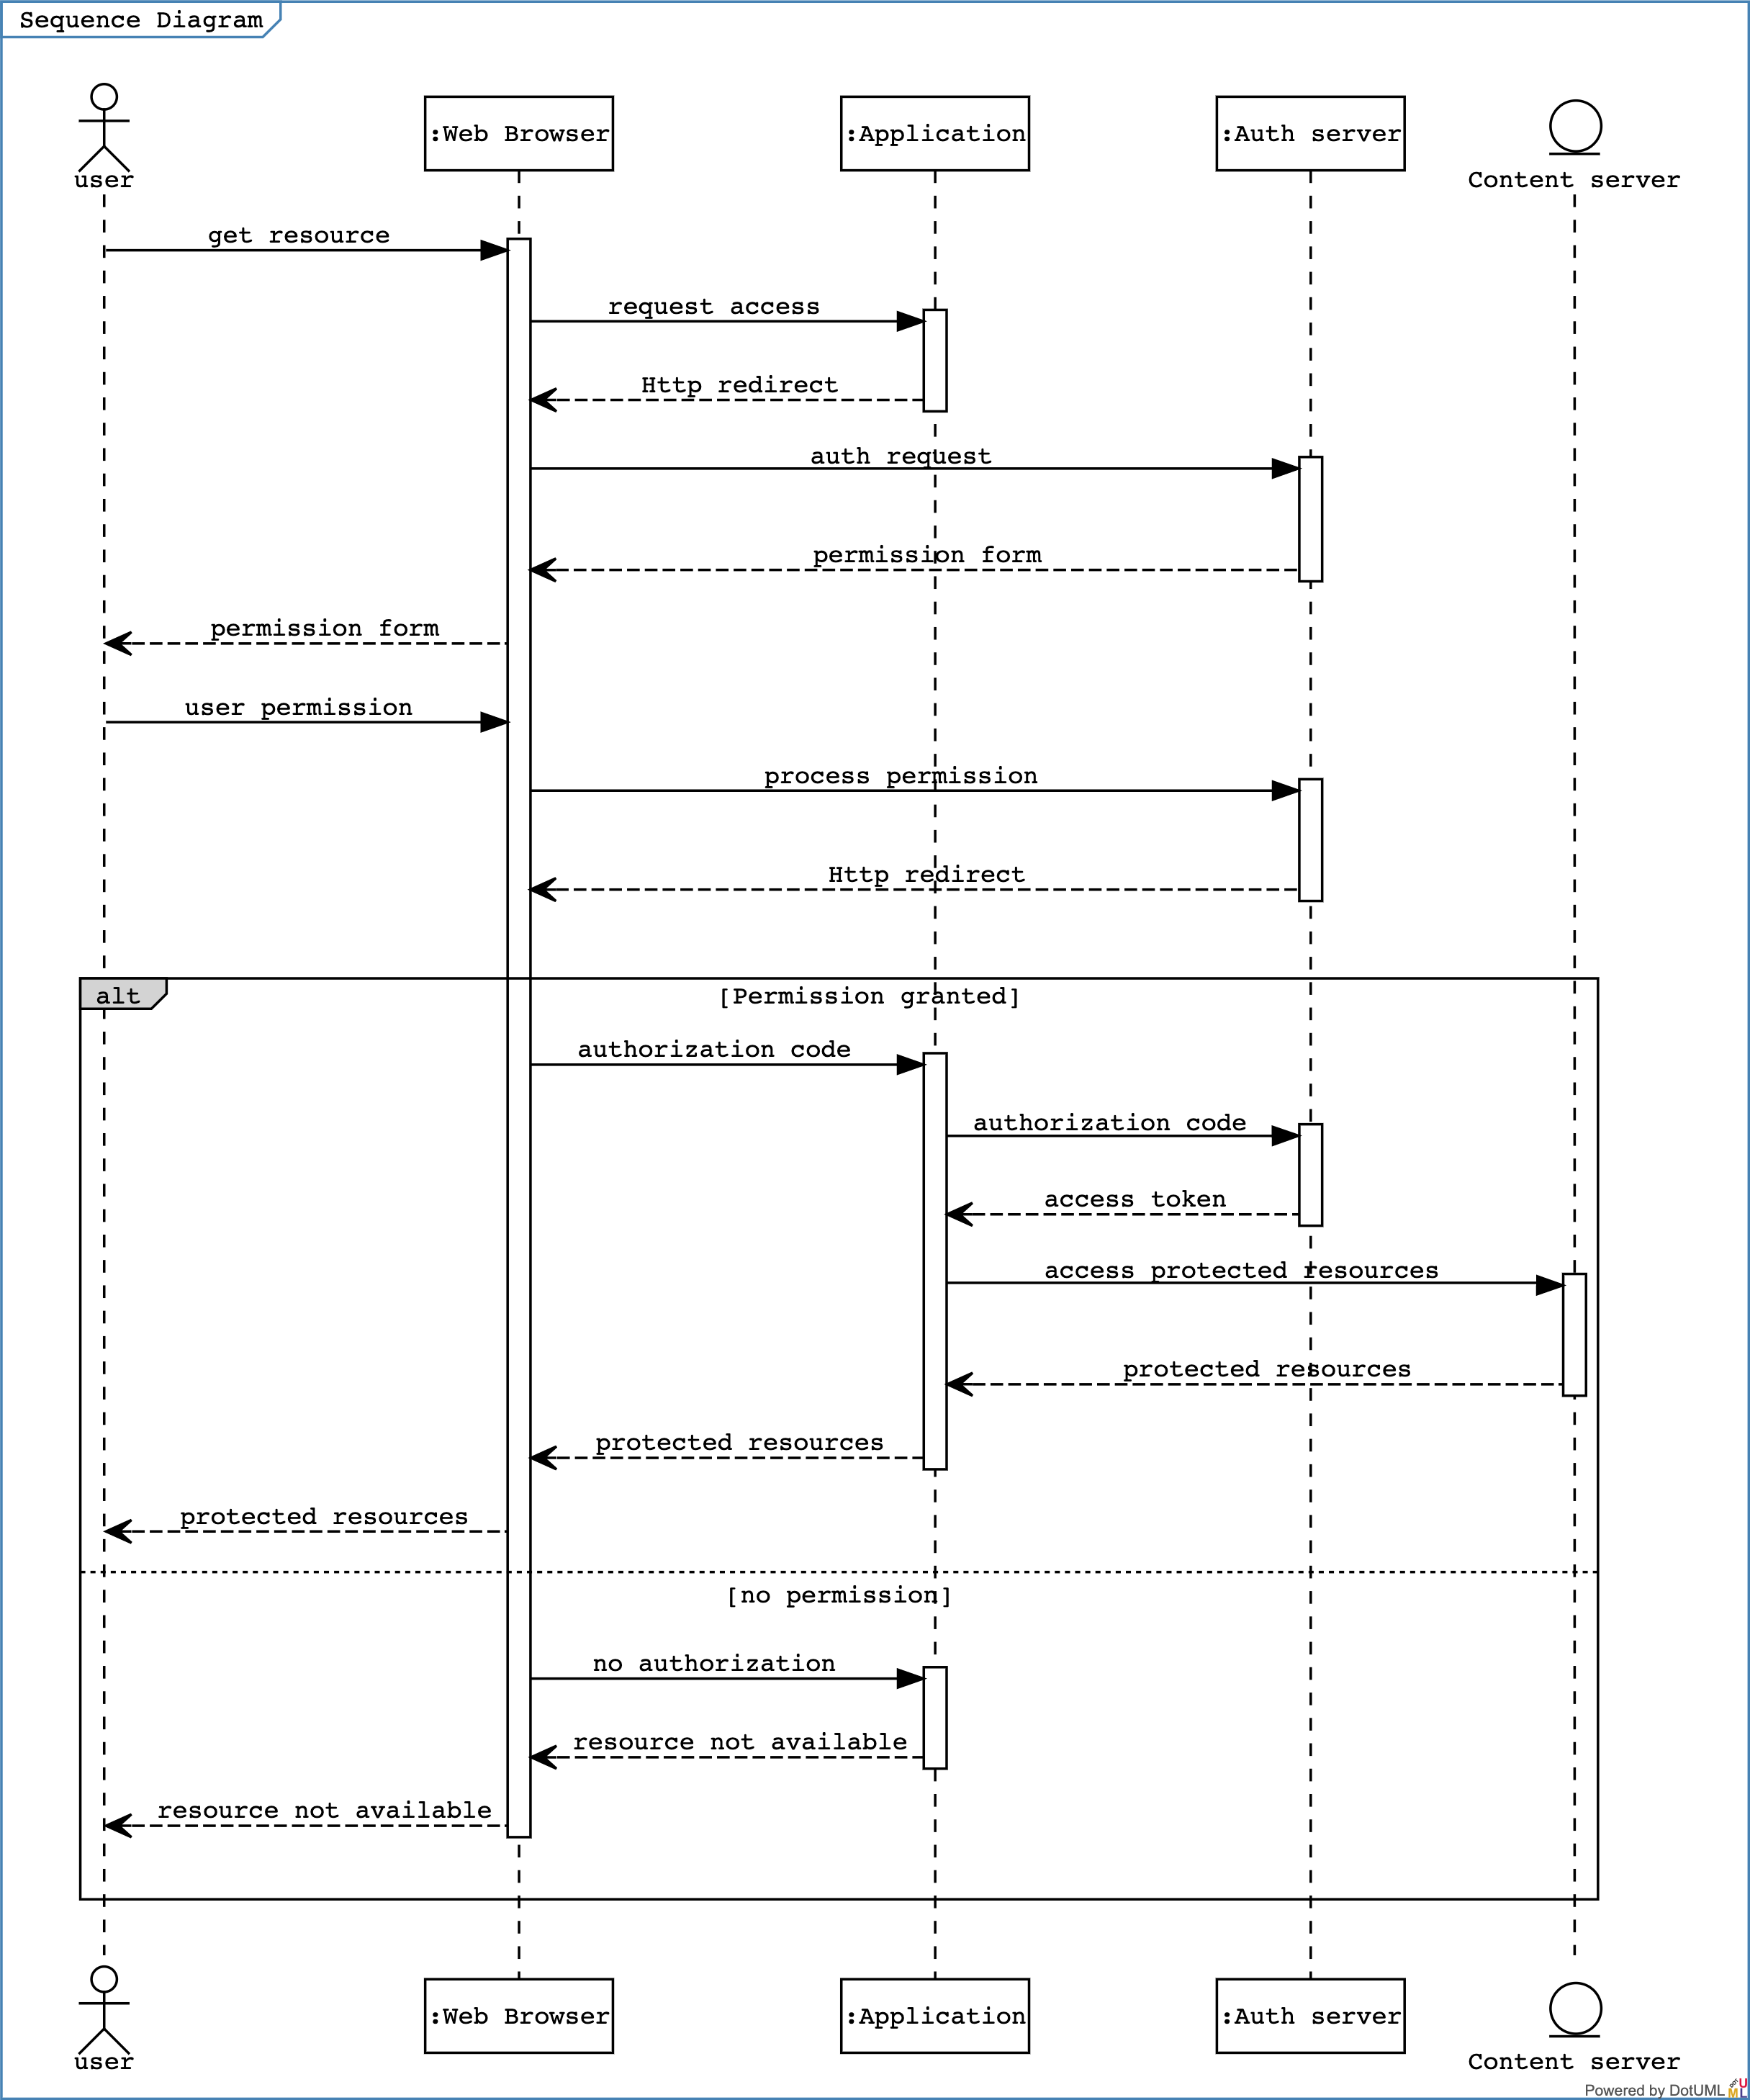 Sequence Diagram
user
:Web Browser
:Application
:Auth server
Content server
get resource
request access
Http redirect
auth request
permission form
permission form
user permission
process permission
Http redirect
alt
[Permission granted]
authorization code
authorization code
access token
access protected resources
protected resources
protected resources
protected resources
[no permission]
no authorization
resource not available
resource not available
user
:Web Browser
:Application
:Auth server
Content server
Powered by DotUML
DOT
U
ML